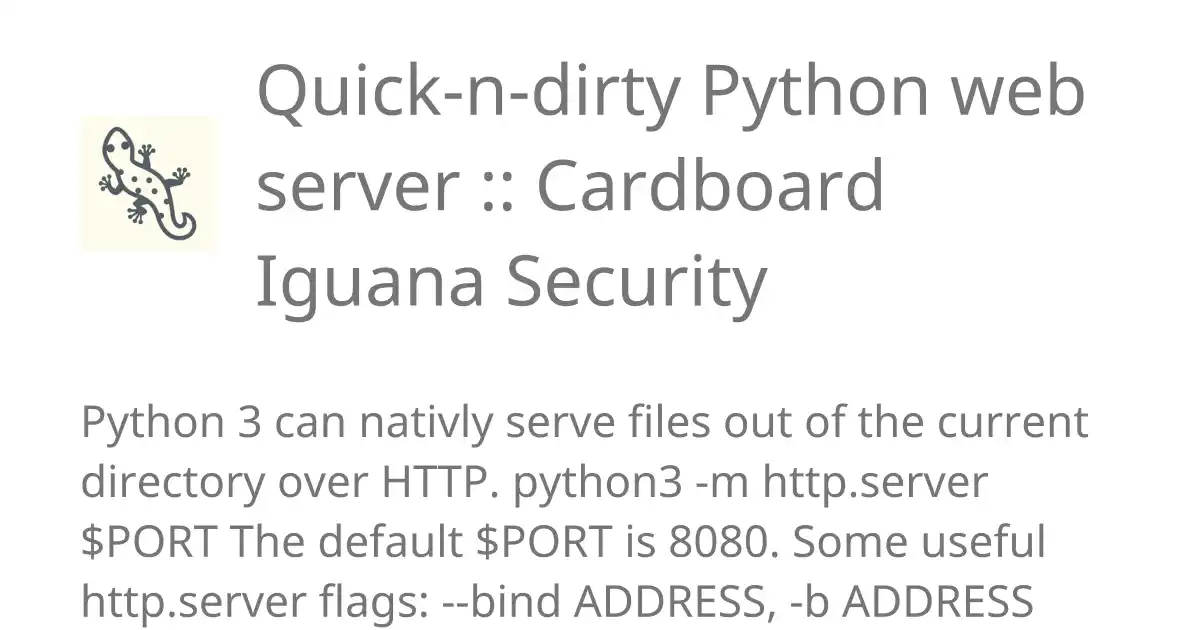 Quick-n-dirty Python web
server :: Cardboard
Iguana Security
Python 3 can nativly serve files out of the current
directory over HTTP. python3 -m http.server
$PORT The default $PORT is 8080. Some useful
http.server flags: --bind ADDRESS, -b ADDRESS